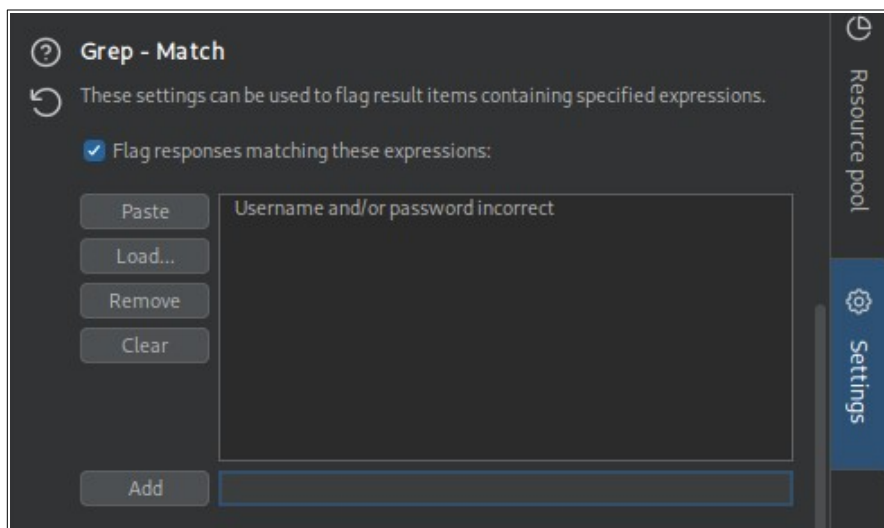 Grep - Match
These settings can be used to flag result items containing specified expressions.
Flag responses matching these expressions:
Paste
Username and/or password incorrect
Load...
Remove
Clear
Add
Resource pool
Settings